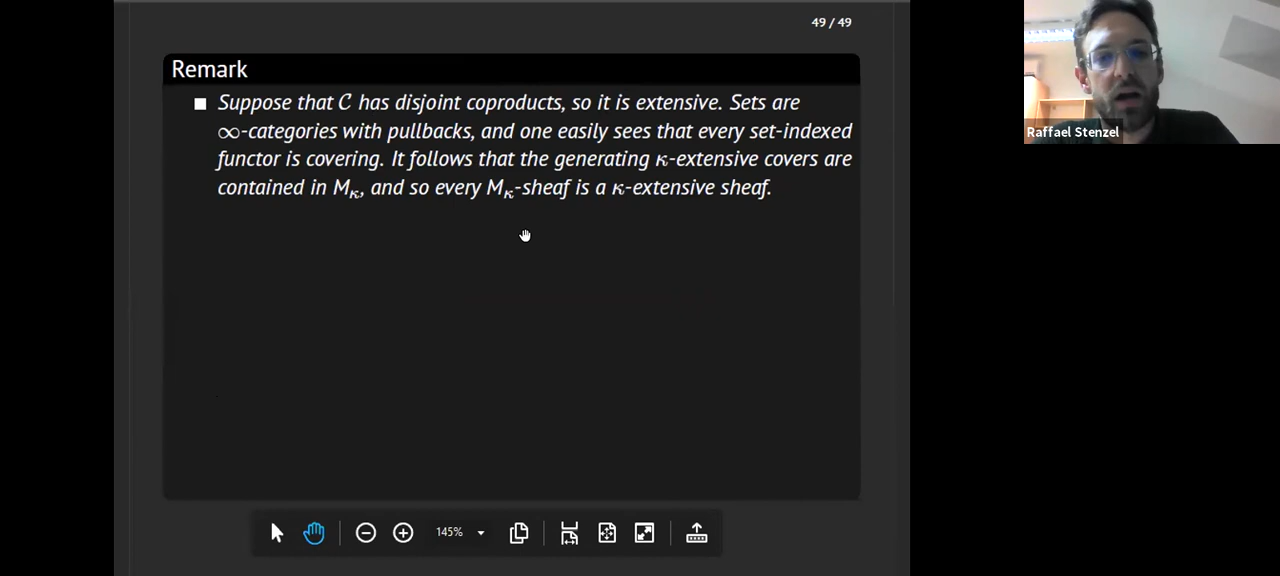 49 / 49
Remark
■ Suppose that C has disjoint coproducts, so it is extensive. Sets are
∞-categories with pullbacks, and one easily sees that every set-indexed
functor is covering. It follows that the generating κ-extensive covers are
contained in Mκ, and so every Mκ-sheaf is a κ-extensive sheaf.
Raffael Stenzel
145%